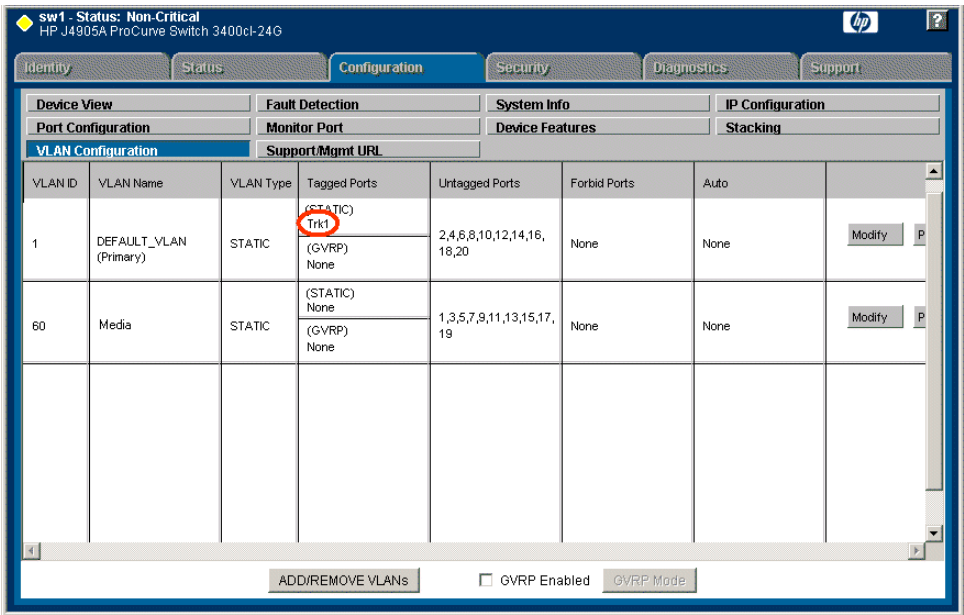 sw1 - Status: Non-Critical
HP J4905A ProCurve Switch 3400cl-24G
hp
?
Identity
Status
Configuration
Security
Diagnostics
Support
Device View
Fault Detection
System Info
IP Configuration
Port Configuration
Monitor Port
Device Features
Stacking
VLAN Configuration
Support/Mgmt URL
VLAN ID
VLAN Name
VLAN Type
Tagged Ports
Untagged Ports
Forbid Ports
Auto
1
DEFAULT_VLAN
(Primary)
STATIC
(STATIC)
Trk1
(GVRP)
None
2,4,6,8,10,12,14,16,
18,20
None
None
Modify
P
60
Media
STATIC
(STATIC)
None
(GVRP)
None
1,3,5,7,9,11,13,15,17,
19
None
None
Modify
P
ADD/REMOVE VLANs
GVRP Enabled
GVRP Mode